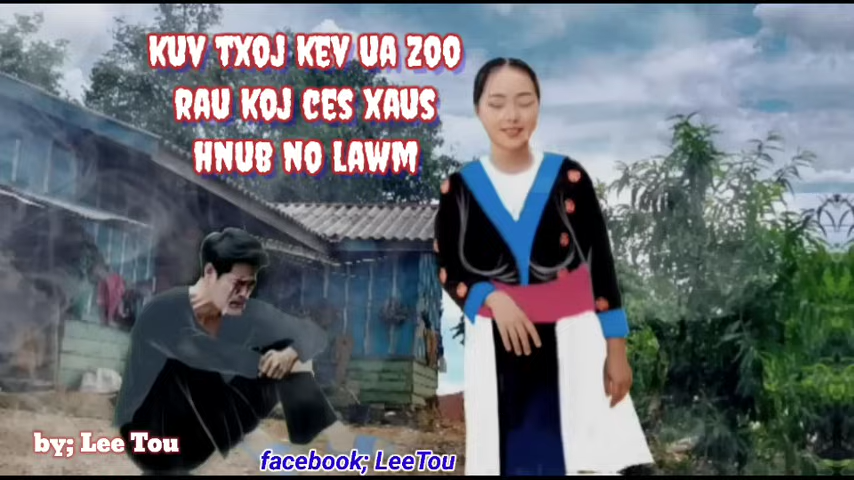 KUV TXOJ KEV UA ZOO
RAU KOJ CES XAUS
HNUB NO LAWM
by; Lee Tou
facebook; LeeTou